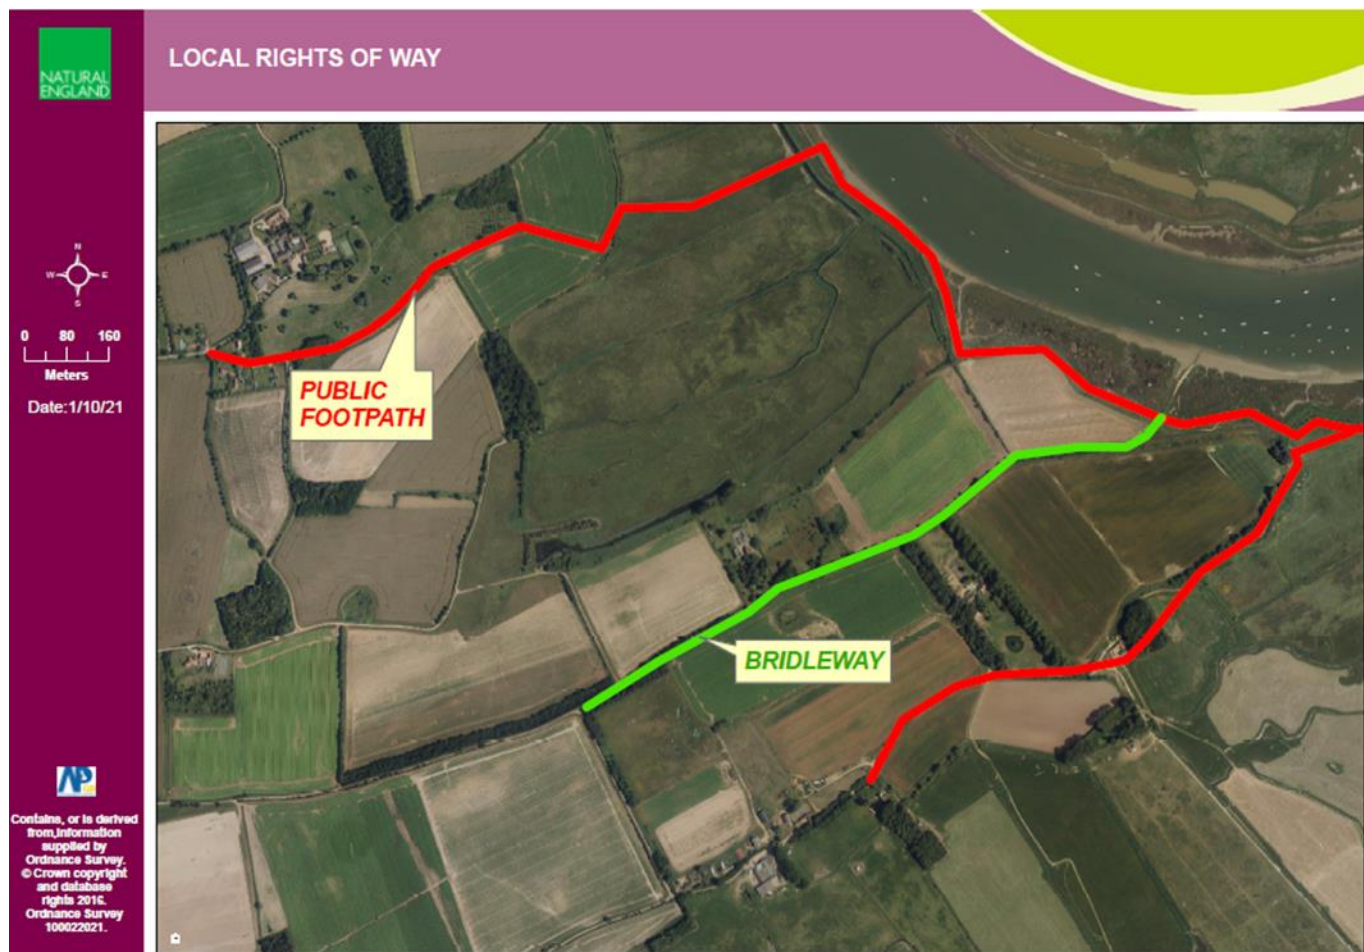 NATURAL
ENGLAND
LOCAL RIGHTS OF WAY
N
W E
S
0 80 160
Meters
Date:1/10/21
PUBLIC
FOOTPATH
BRIDLEWAY
AP
Contains, or is derived
from,information
supplied by
Ordnance Survey.
© Crown copyright
and database
rights 2016.
Ordnance Survey
100022021.